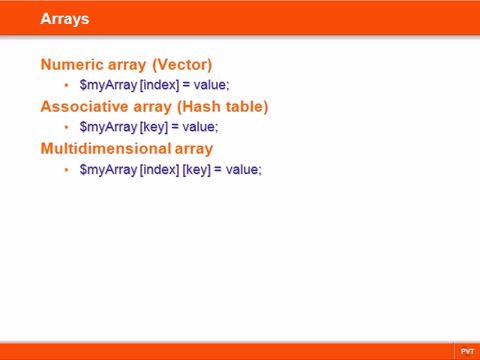 Arrays
Numeric array (Vector)
• $myArray [index] = value;
Associative array (Hash table)
• $myArray [key] = value;
Multidimensional array
• $myArray [index] [key] = value;
PVT